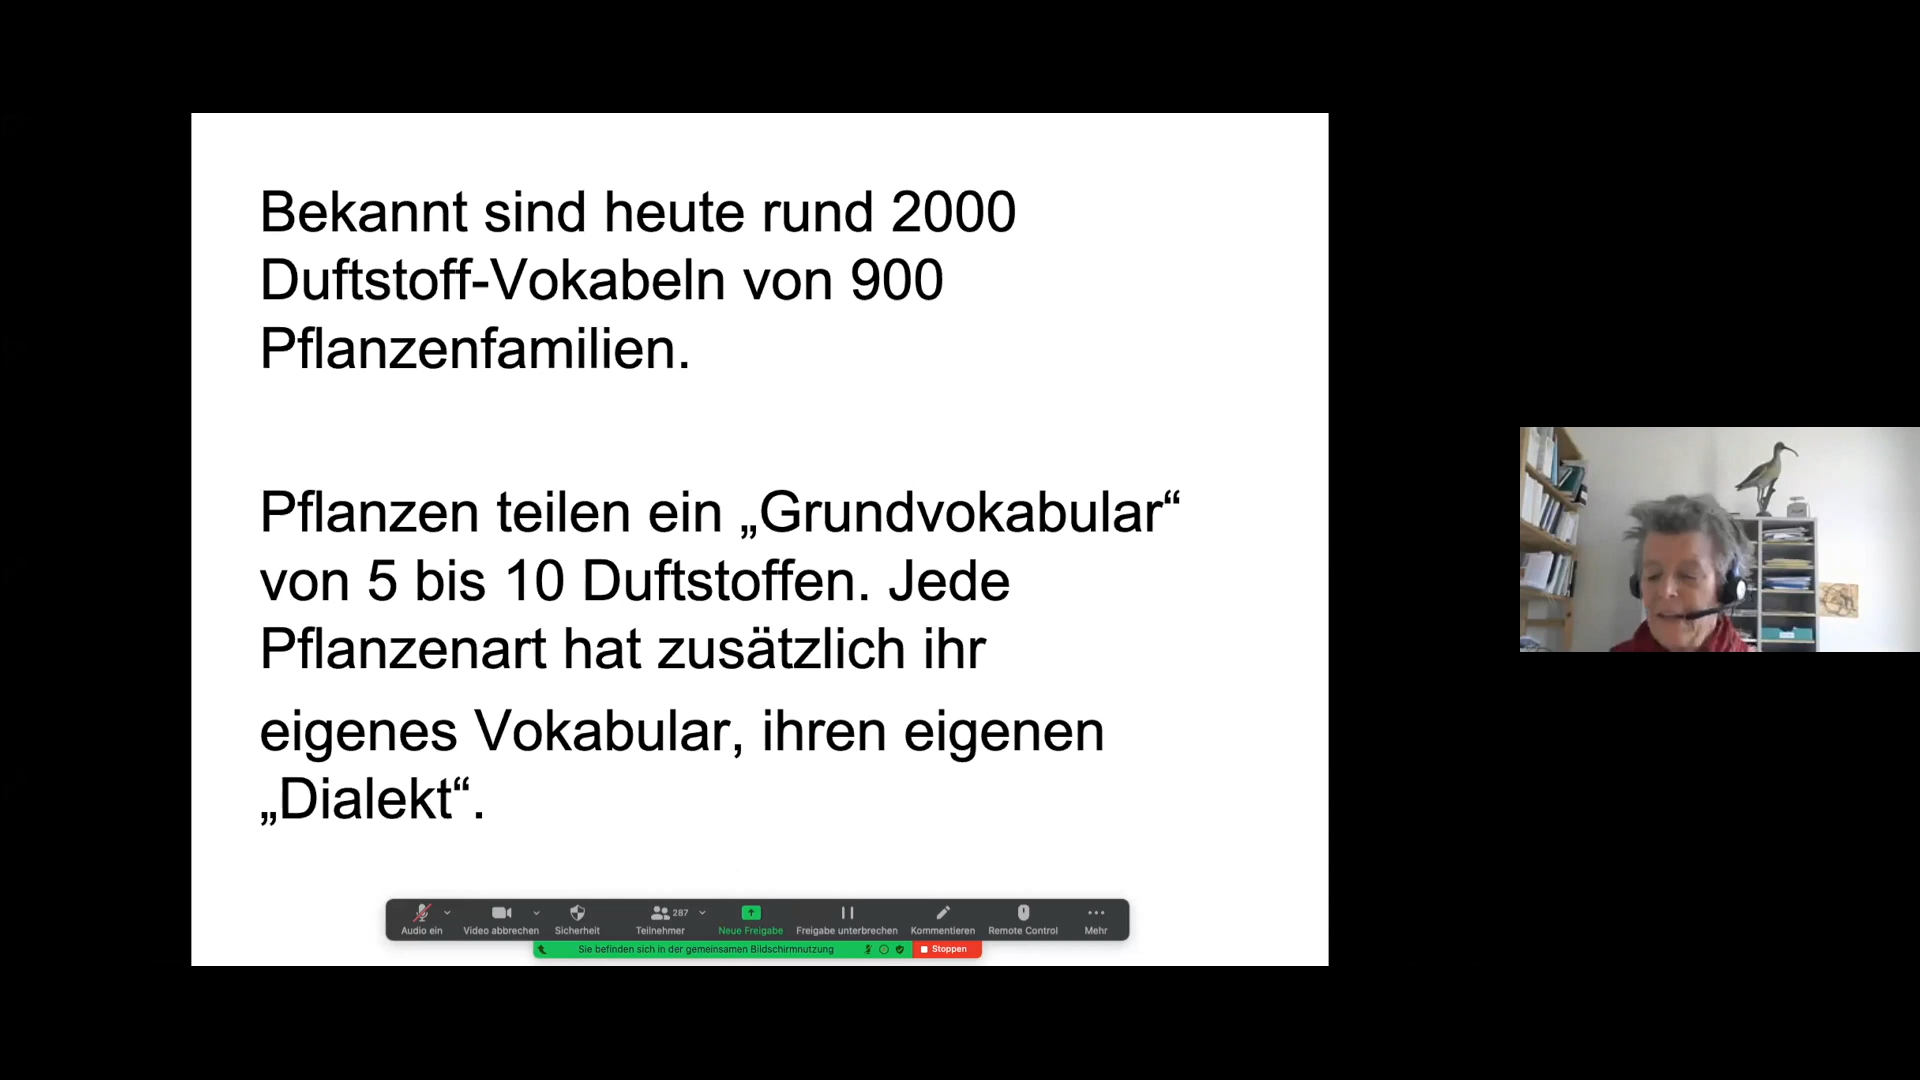 Bekannt sind heute rund 2000
Duftstoff-Vokabeln von 900
Pflanzenfamilien.
Pflanzen teilen ein „Grundvokabular“
von 5 bis 10 Duftstoffen. Jede
Pflanzenart hat zusätzlich ihr
eigenes Vokabular, ihren eigenen
„Dialekt“.
287
Audio ein Video abbrechen Sicherheit Teilnehmer Neue Freigabe Freigabe unterbrechen Kommentieren Remote Control Mehr
Sie befinden sich in der gemeinsamen Bildschirmnutzung Stoppen